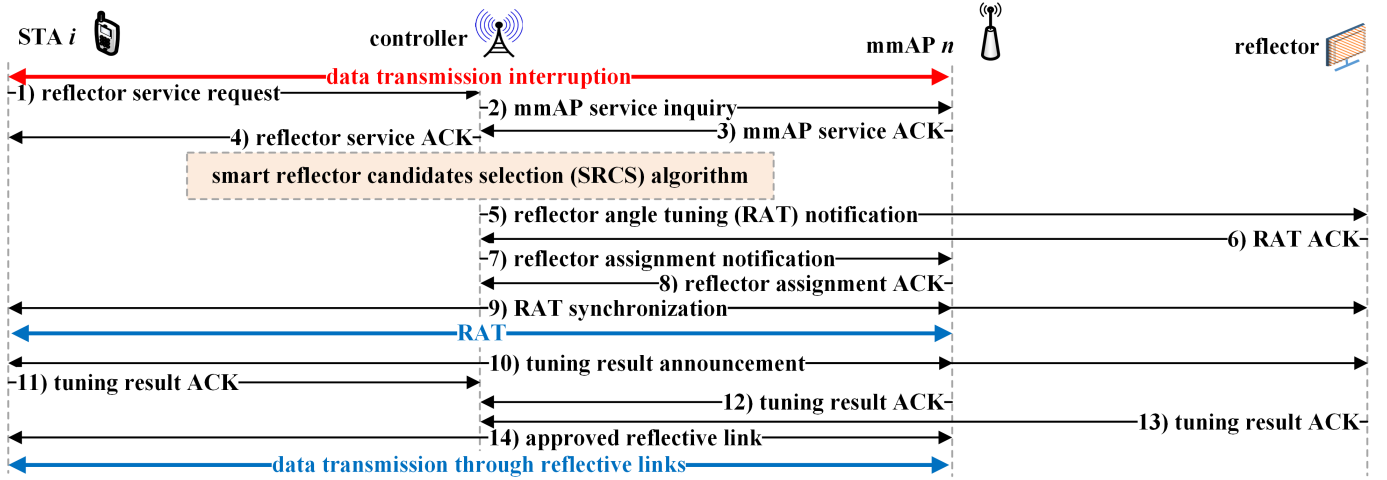 STA i
controller
mmAP n
reflector
data transmission interruption
1) reflector service request
2) mmAP service inquiry
3) mmAP service ACK
4) reflector service ACK
smart reflector candidates selection (SRCS) algorithm
5) reflector angle tuning (RAT) notification
6) RAT ACK
7) reflector assignment notification
8) reflector assignment ACK
9) RAT synchronization
RAT
10) tuning result announcement
11) tuning result ACK
12) tuning result ACK
13) tuning result ACK
14) approved reflective link
data transmission through reflective links